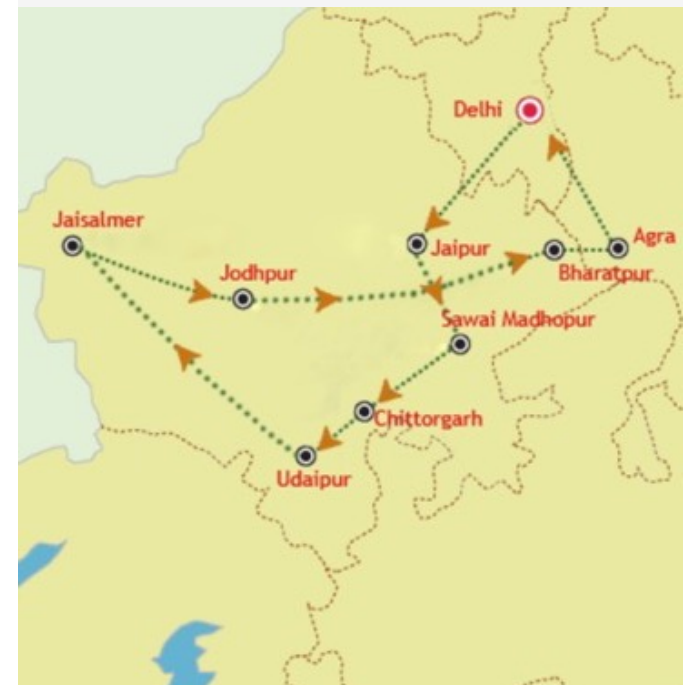 Delhi
Jaisalmer
Jaipur
Agra
Jodhpur
Bharatpur
Sawai Madhopur
Chittorgarh
Udaipur